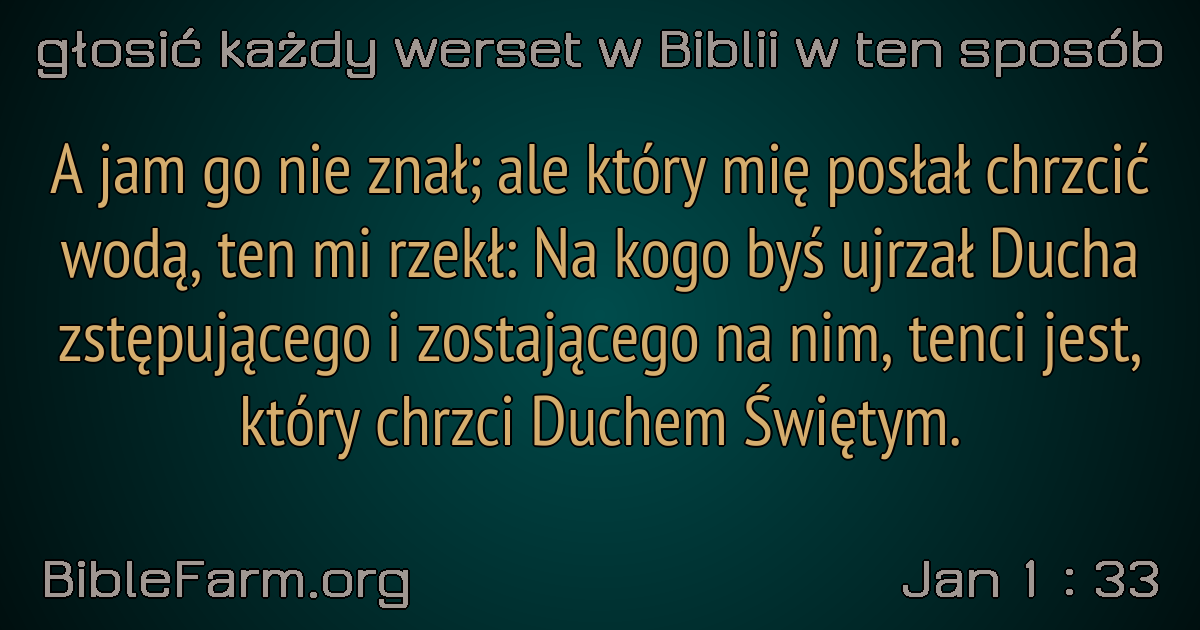 głosić każdy werset w Biblii w ten sposób
A jam go nie znał; ale który mię posłał chrzcić
wodą, ten mi rzekł: Na kogo byś ujrzał Ducha
zstępującego i zostającego na nim, tenci jest,
który chrzci Duchem Świętym.
BibleFarm.org
Jan 1 : 33